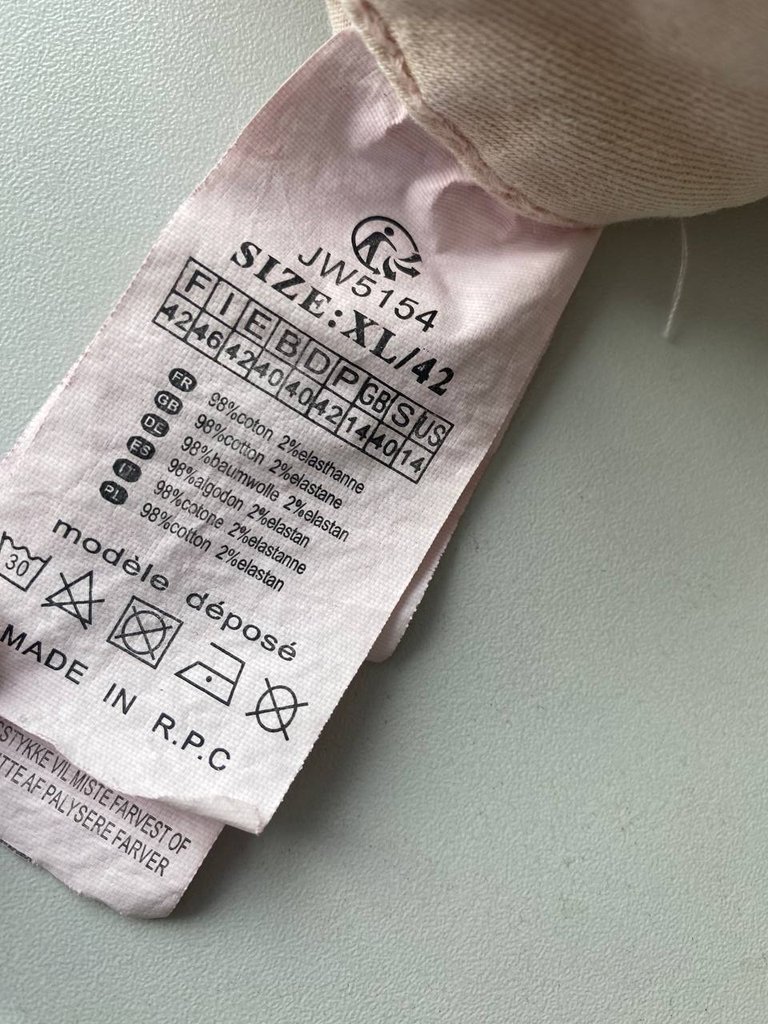 JW5154
SIZE:XL/42
F I E B D P GB S US
42 46 42 40 40 42 14 40 14
FR 98%coton 2%elasthanne
GB 98%cotton 2%elastane
DE 98%baumwolle 2%elastan
ES 98%algodon 2%elastan
IT 98%cotone 2%elastanne
PL 98%cotton 2%elastan
modèle déposé
30
MADE IN R.P.C
VIL MISTE FARVEST OF
AF PALYSERE FARVER